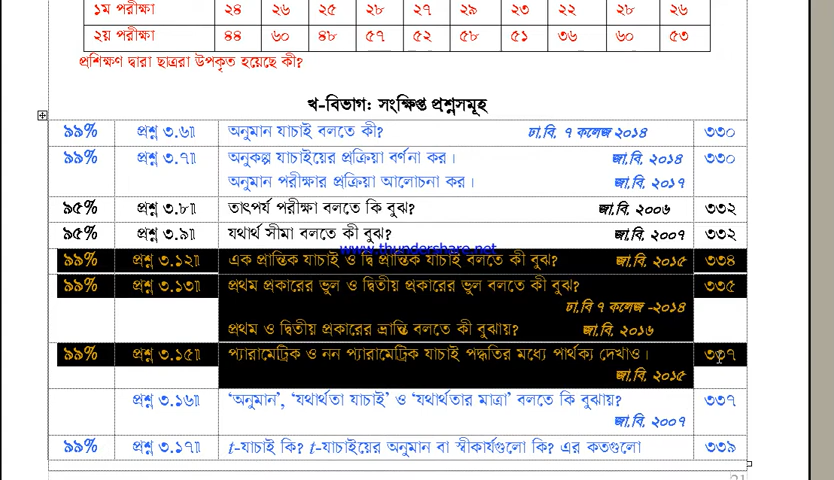 ১ম পরীক্ষা ২৪ ২৬ ২৫ ২৮ ২৭ ২৯ ২৩ ২২ ২৮ ২৬
২য় পরীক্ষা ৪৪ ৬০ ৪৮ ৫৭ ৫২ ৫৮ ৫১ ৩৬ ৬০ ৫৩
প্রশিক্ষণ দ্বারা ছাত্ররা উপকৃত হয়েছে কী?
খ-বিভাগ: সংক্ষিপ্ত প্রশ্নসমূহ
৯৯% প্রশ্ন ৩.৬॥ অনুমান যাচাই বলতে কী? ঢা.বি. ৭ কলেজ ২০১৪ ৩৩০
৯৯% প্রশ্ন ৩.৭॥ অনুকল্প যাচাইয়ের প্রক্রিয়া বর্ণনা কর। জা.বি. ২০১৪ ৩৩০
অনুমান পরীক্ষার প্রক্রিয়া আলোচনা কর। জা.বি. ২০১৭
৯৫% প্রশ্ন ৩.৮॥ তাৎপর্য পরীক্ষা বলতে কি বুঝ? জা.বি. ২০০৬ ৩৩২
৯৫% প্রশ্ন ৩.৯॥ যথার্থ সীমা বলতে কী বুঝ? জা.বি. ২০০৭ ৩৩২
www.thundershare.net
৯৯% প্রশ্ন ৩.১২॥ এক প্রান্তিক যাচাই ও দ্বি প্রান্তিক যাচাই বলতে কী বুঝ? জা.বি. ২০১৫ ৩৩৪
৯৯% প্রশ্ন ৩.১৩॥ প্রথম প্রকারের ভুল ও দ্বিতীয় প্রকারের ভুল বলতে কী বুঝ? ৩৩৫
ঢা.বি ৭ কলেজ -২০১৪
প্রথম ও দ্বিতীয় প্রকারের ভ্রান্তি বলতে কী বুঝায়? জা.বি. ২০১৬
৯৯% প্রশ্ন ৩.১৫॥ প্যারামেট্রিক ও নন প্যারামেট্রিক যাচাই পদ্ধতির মধ্যে পার্থক্য দেখাও। ৩৩৭
জা.বি. ২০১৫
প্রশ্ন ৩.১৬॥ ‘অনুমান’, ‘যথার্থতা যাচাই’ ও ‘যথার্থতার মাত্রা’ বলতে কি বুঝায়? ৩৩৭
জা.বি. ২০০৭
৯৯% প্রশ্ন ৩.১৭॥ t-যাচাই কি? t-যাচাইয়ের অনুমান বা স্বীকার্যগুলো কি? এর কতগুলো ৩৩৯